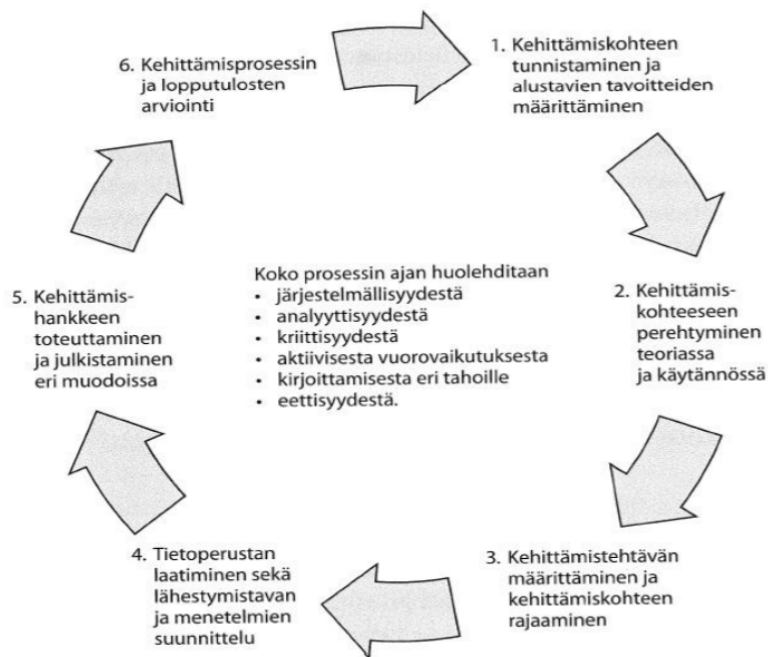 1. Kehittämiskohteen
tunnistaminen ja
alustavien tavoitteiden
määrittäminen
2. Kehittämis-
kohteeseen
perehtyminen
teoriassa
ja käytännössä
3. Kehittämistehtävän
määrittäminen ja
kehittämiskohteen
rajaaminen
4. Tietoperustan
laatiminen sekä
lähestymistavan
ja menetelmien
suunnittelu
5. Kehittämis-
hankkeen
toteuttaminen
ja julkistaminen
eri muodoissa
6. Kehittämisprosessin
ja lopputulosten
arviointi
Koko prosessin ajan huolehditaan
• järjestelmällisyydestä
• analyyttisyydestä
• kriittisyydestä
• aktiivisesta vuorovaikutuksesta
• kirjoittamisesta eri tahoille
• eettisyydestä.